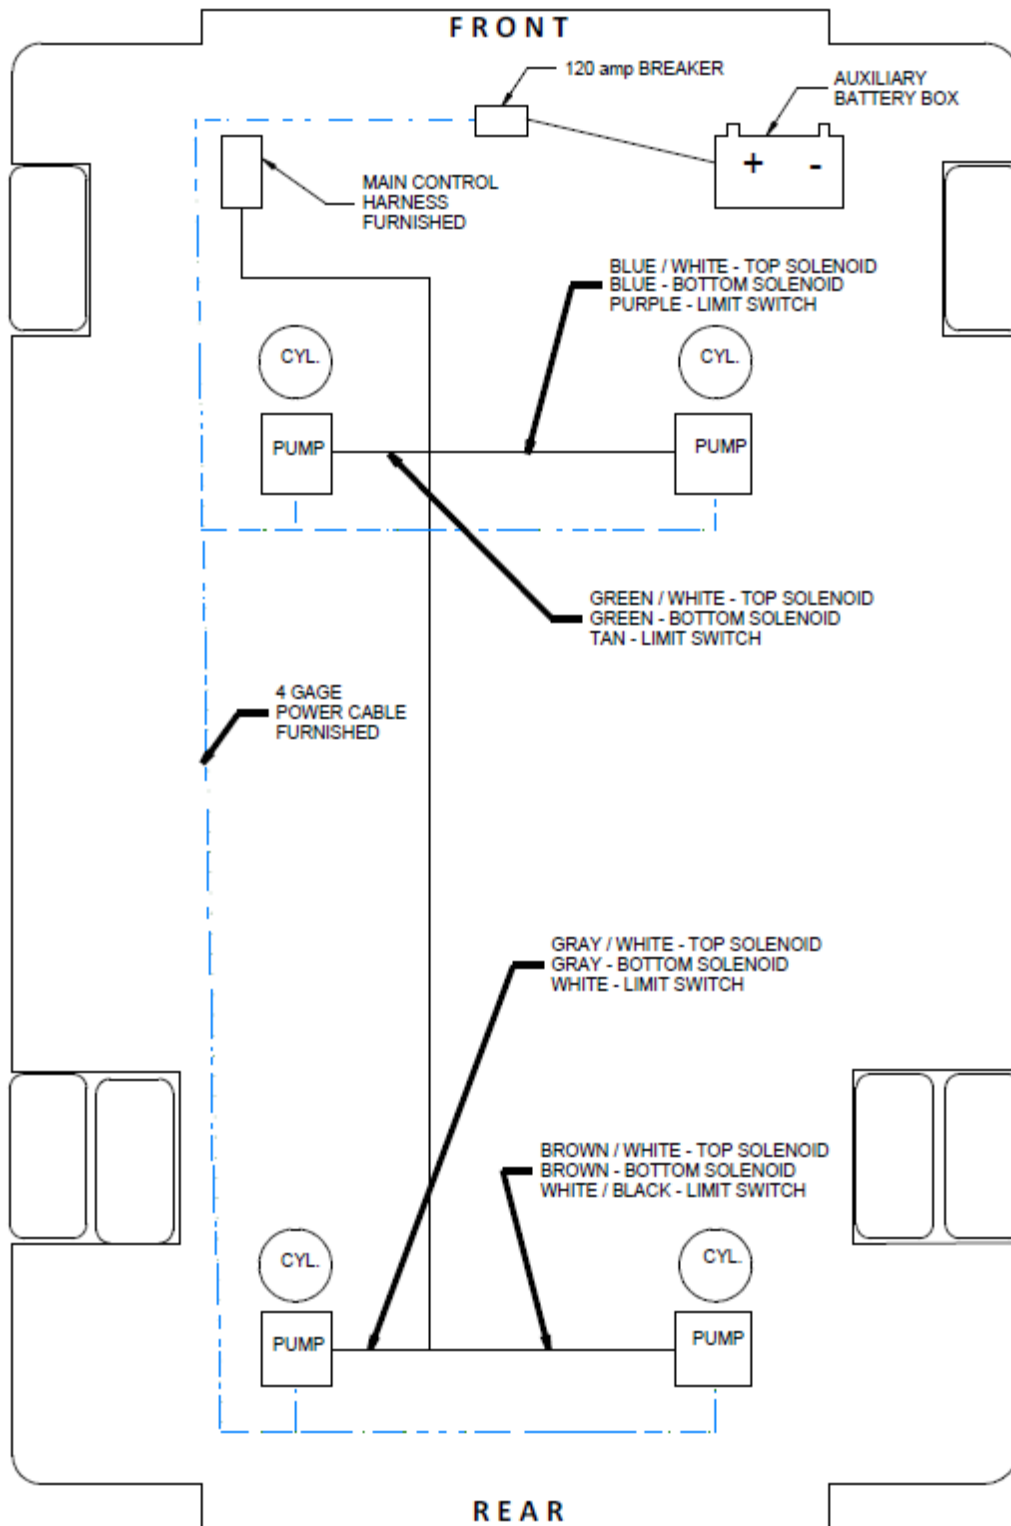 FRONT
120 amp BREAKER
AUXILIARY
BATTERY BOX
+ -
MAIN CONTROL
HARNESS
FURNISHED
BLUE / WHITE - TOP SOLENOID
BLUE - BOTTOM SOLENOID
PURPLE - LIMIT SWITCH
CYL.
CYL.
PUMP
PUMP
GREEN / WHITE - TOP SOLENOID
GREEN - BOTTOM SOLENOID
TAN - LIMIT SWITCH
4 GAGE
POWER CABLE
FURNISHED
GRAY / WHITE - TOP SOLENOID
GRAY - BOTTOM SOLENOID
WHITE - LIMIT SWITCH
BROWN / WHITE - TOP SOLENOID
BROWN - BOTTOM SOLENOID
WHITE / BLACK - LIMIT SWITCH
CYL.
CYL.
PUMP
PUMP
REAR